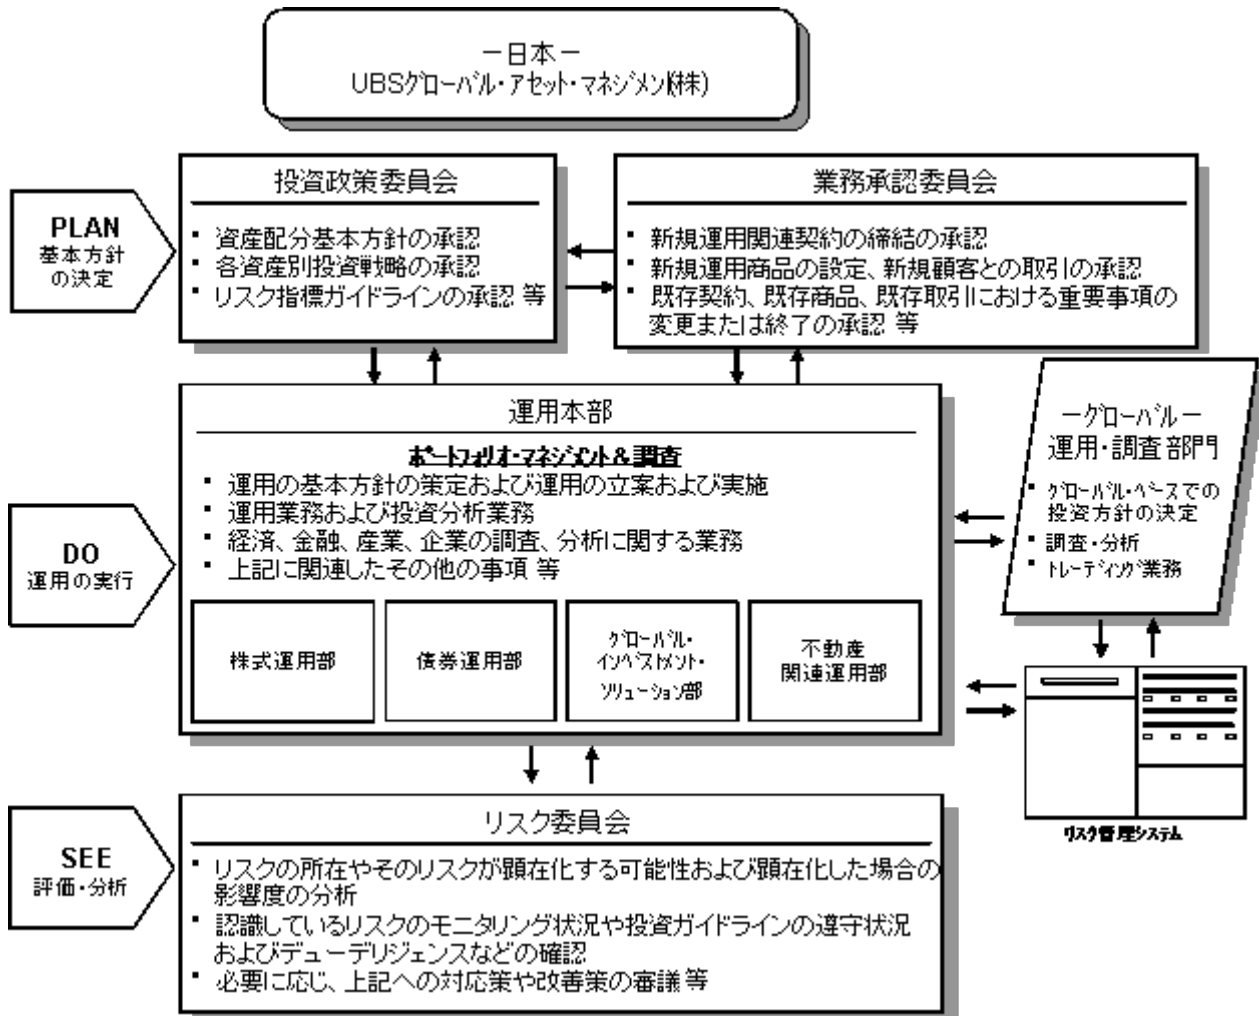 －日本－
UBSグローバル・アセット・マネジメント(株)
PLAN
基本方針
の決定
投資政策委員会
▪ 資産配分基本方針の承認
▪ 各資産別投資戦略の承認
▪ リスク指標ガイドラインの承認 等
業務承認委員会
▪ 新規運用関連契約の締結の承認
▪ 新規運用商品の設定、新規顧客との取引の承認
▪ 既存契約、既存商品、既存取引における重要事項の
変更または終了の承認 等
DO
運用の実行
運用本部
ポートフォリオ・マネジメント＆調査
▪ 運用の基本方針の策定および運用の立案および実施
▪ 運用業務および投資分析業務
▪ 経済、金融、産業、企業の調査、分析に関する業務
▪ 上記に関連したその他の事項 等
株式運用部
債券運用部
グローバル・
インベストメント・
ソリューション部
不動産
関連運用部
－グローバル－
運用・調査部門
▪ グローバル・ベースでの
投資方針の決定
▪ 調査・分析
▪ トレーディング業務
リスク管理システム
SEE
評価・分析
リスク委員会
▪ リスクの所在やそのリスクが顕在化する可能性および顕在化した場合の
影響度の分析
▪ 認識しているリスクのモニタリング状況や投資ガイドラインの遵守状況
およびデューデリジェンスなどの確認
▪ 必要に応じ、上記への対応策や改善策の審議 等